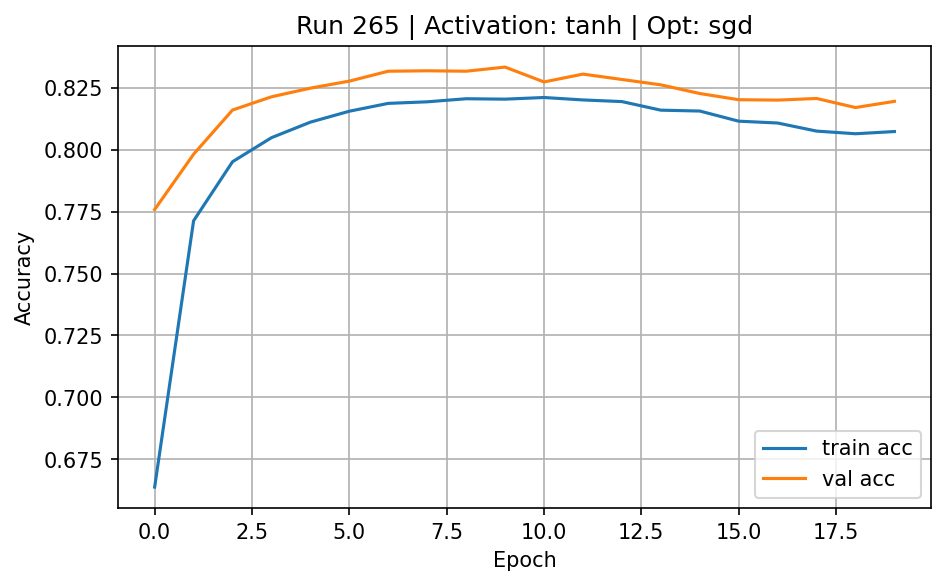 Run 265 | Activation: tanh | Opt: sgd
0.825
0.800
0.775
0.750
0.725
0.700
0.675
Accuracy
train acc
val acc
0.0 2.5 5.0 7.5 10.0 12.5 15.0 17.5
Epoch